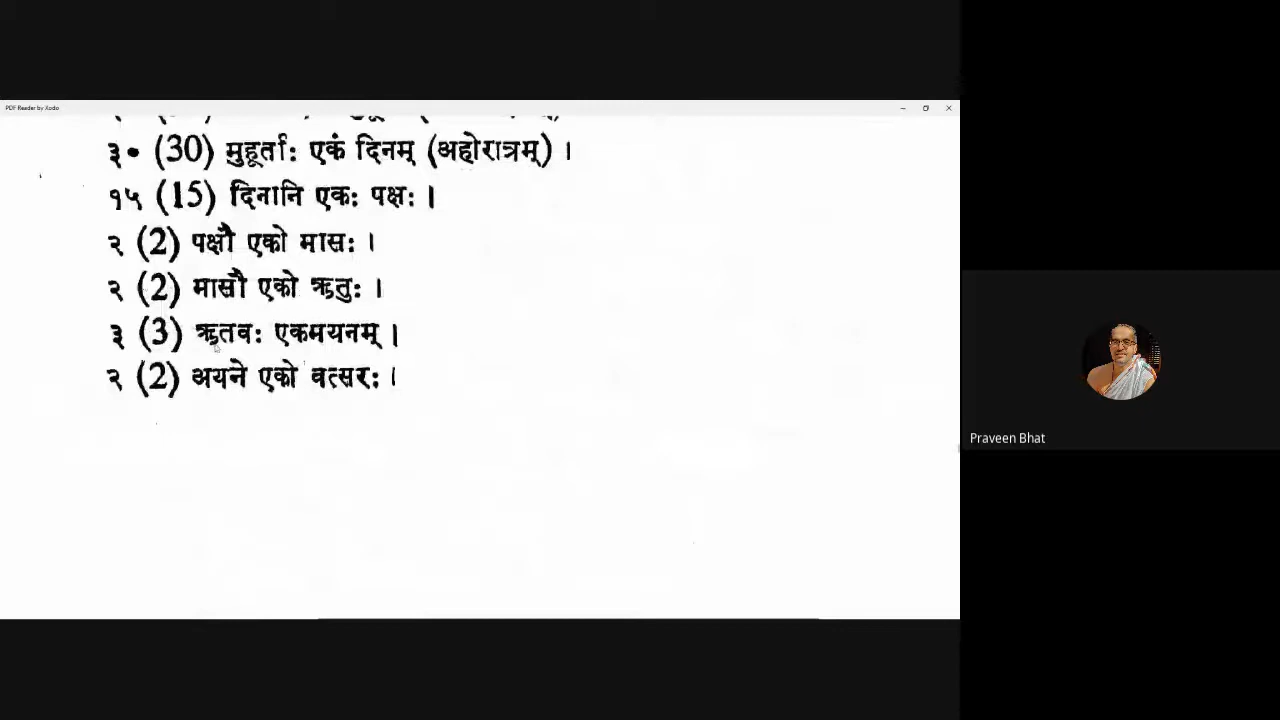 PDF Reader by Xodo
३० (30) मुहूर्ताः एकं दिनम् (अहोरात्रम्) ।
१५ (15) दिनानि एकः पक्षः ।
२ (2) पक्षौ एको मासः ।
२ (2) मासौ एको ऋतुः ।
३ (3) ऋतवः एकमयनम् ।
२ (2) अयने एको वत्सरः ।
Praveen Bhat